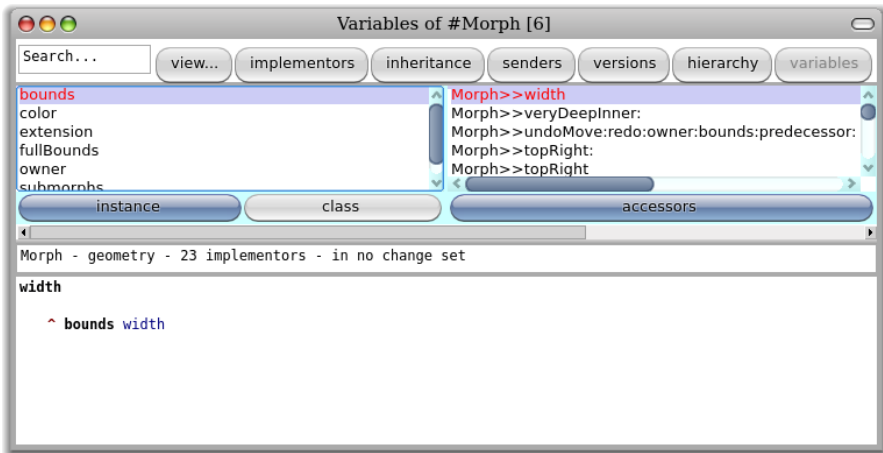 Variables of #Morph [6]
Search...
view... implementors inheritance senders versions hierarchy variables
bounds
color
extension
fullBounds
owner
submorphs
Morph>>width
Morph>>veryDeepInner:
Morph>>undoMove:redo:owner:bounds:predecessor:
Morph>>topRight:
Morph>>topRight
instance class accessors
Morph - geometry - 23 implementors - in no change set
width
^ bounds width